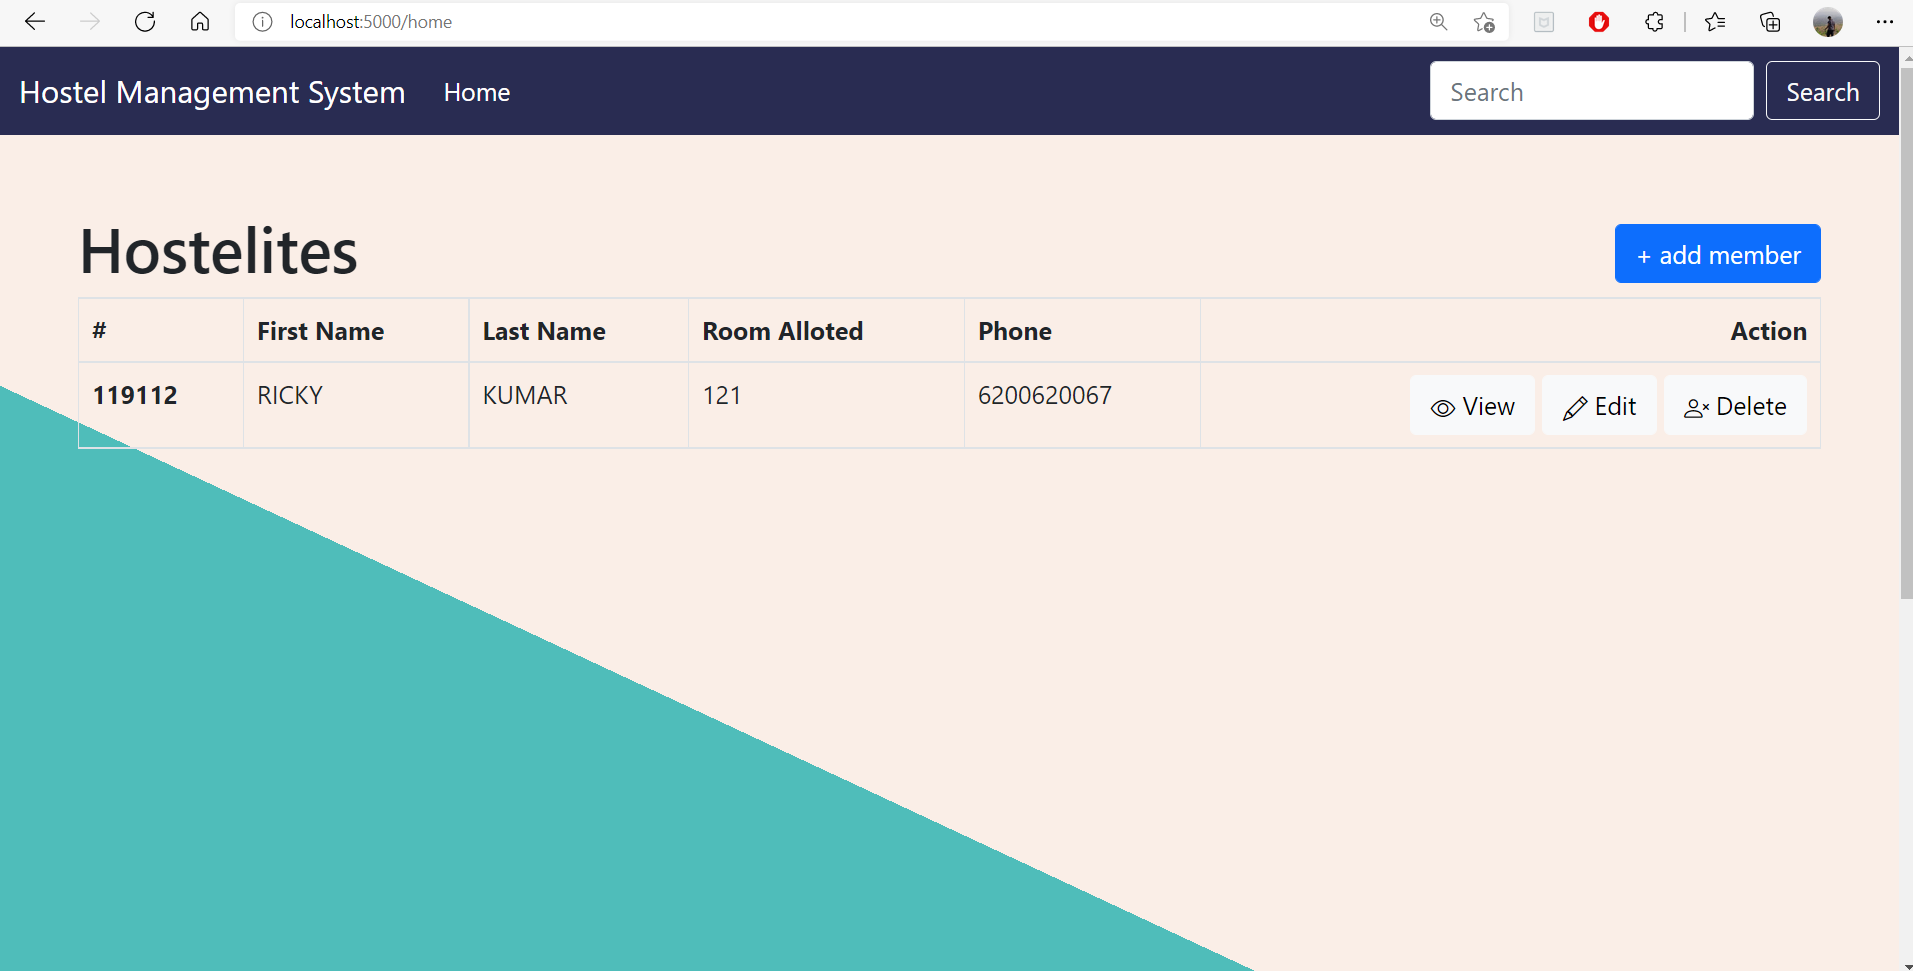 localhost:5000/home
Hostel Management System Home Search Search
Hostelites + add member
# First Name Last Name Room Alloted Phone Action
119112 RICKY KUMAR 121 6200620067 View Edit Delete